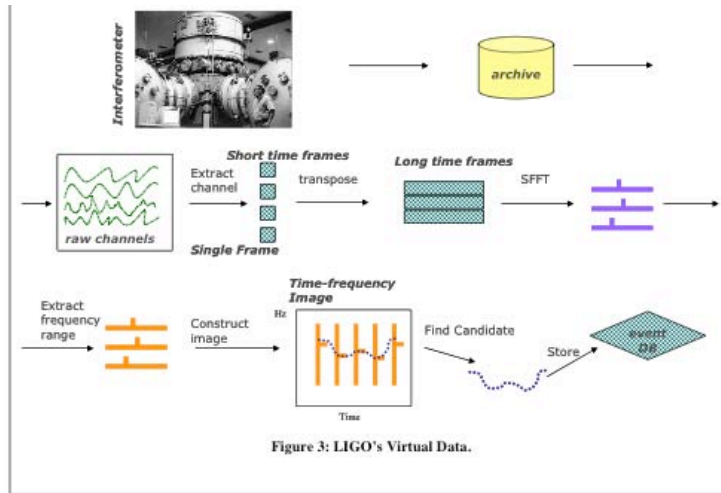 Interferometer
archive
Short time frames
Extract
channel
transpose
Long time frames
SFFT
raw channels
Single Frame
Extract
frequency
range
Construct
image
Time-frequency
Image
Hz
Time
Find Candidate
Store
event
DB
Figure 3: LIGO's Virtual Data.